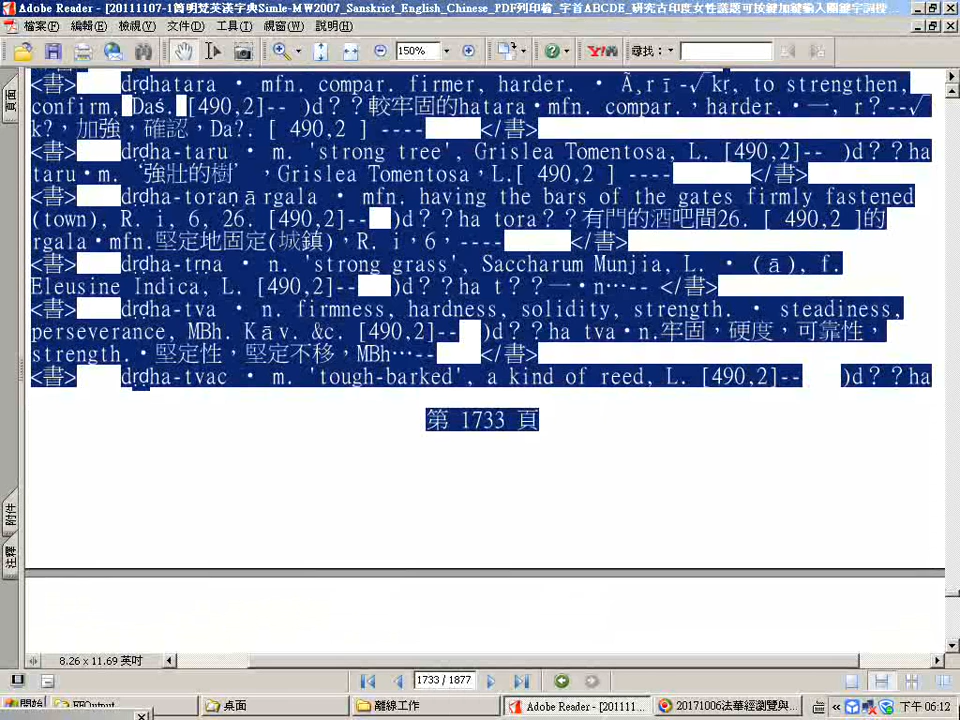 Adobe Reader - [20111107-1簡明梵英漢字典Simle-MW2007_Sanskrict_English_Chinese_PDF列印檔_字首ABCDE_研究古印度女性議題可按鍵加鍵輸入關鍵字詞搜
檔案(F) 編輯(E) 檢視(V) 文件(D) 工具(T) 視窗(W) 說明(H)
150% 尋找：
頁面
<書> dṛḍhatara • mfn. compar. firmer, harder. • Ã¸rī-√kṛ, to strengthen,
confirm, Daś. [490,2]-- )d？？較牢固的hatara•mfn. compar.，harder.•一, r？--√
k?，加強，確認，Da?. [ 490,2 ] ---- </書>
<書> dṛḍha-taru • m. 'strong tree', Grislea Tomentosa, L. [490,2]-- )d？？ha
taru•m. ‘強壯的樹’，Grislea Tomentosa，L.[ 490,2 ] ---- </書>
<書> dṛḍha-toraṇārgala • mfn. having the bars of the gates firmly fastened
(town), R. i, 6, 26. [490,2]-- )d？？ha tora？？有門的酒吧間26. [ 490,2 ]的
rgala•mfn.堅定地固定(城鎮)，R. i，6，---- </書>
<書> dṛḍha-tṛṇa • n. 'strong grass', Saccharum Munjia, L. • (ā), f.
Eleusine Indica, L. [490,2]-- )d？？ha t？？一•n…-- </書>
<書> dṛḍha-tva • n. firmness, hardness, solidity, strength. • steadiness,
perseverance, MBh. Kāv. &c. [490,2]-- )d？？ha tva•n.牢固，硬度，可靠性，
strength.•堅定性，堅定不移，MBh…-- </書>
<書> dṛḍha-tvac • m. 'tough-barked', a kind of reed, L. [490,2]-- )d？？ha
第 1733 頁
附件
注釋
8.26 x 11.69 英吋
1733 / 1877
開始 FFOutput 桌面 離線工作 Adobe Reader - [201111... 20171006法華經瀏覽與... 下午 06:12